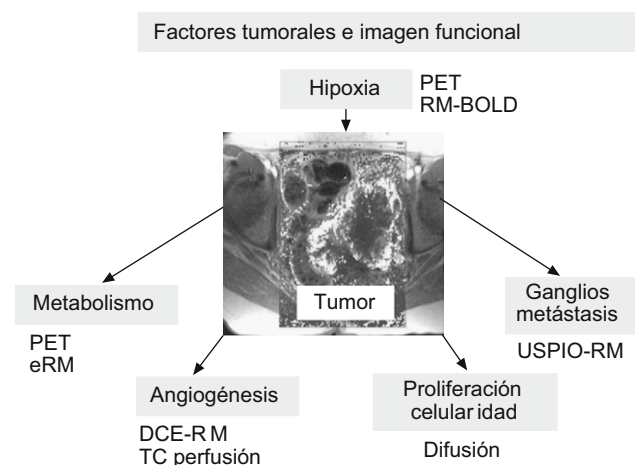 Factores tumorales e imagen funcional
Hipoxia
PET
RM-BOLD
Tumor
Metabolismo
PET
eRM
Angiogénesis
DCE-R M
TC perfusión
Proliferación
celular idad
Difusión
Ganglios
metástasis
USPIO-RM